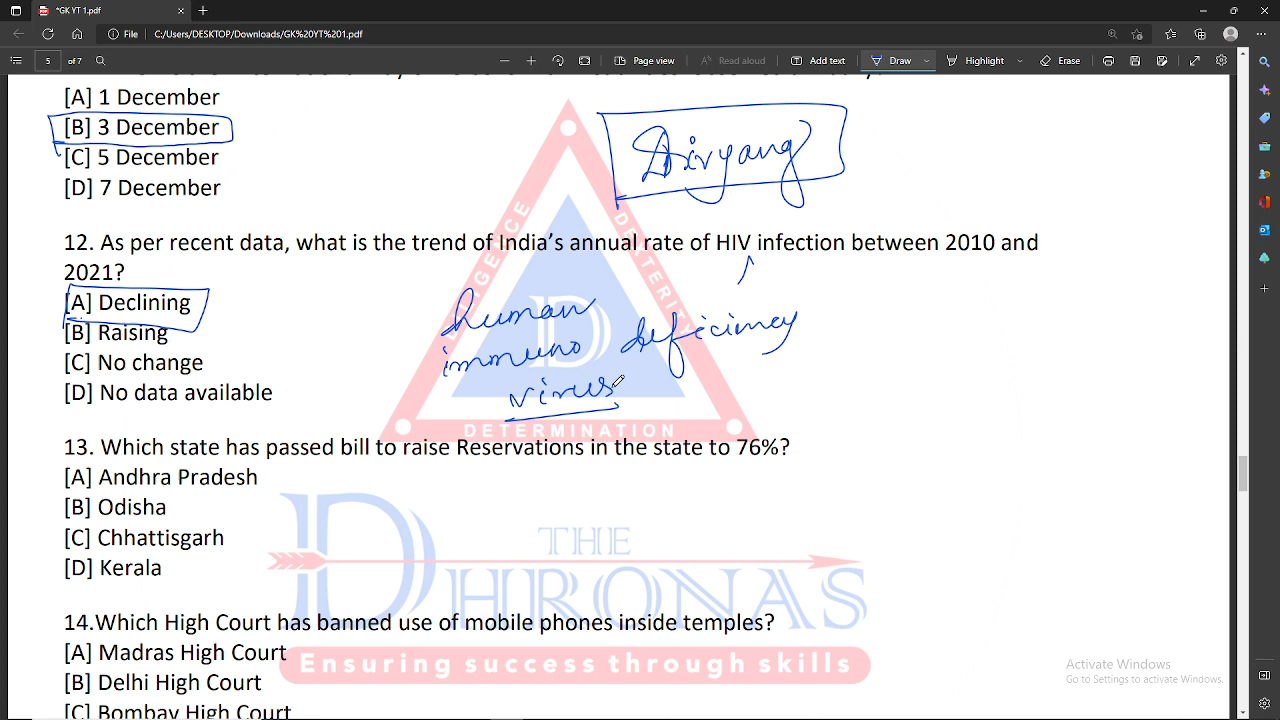 *GK YT 1.pdf
File C:/Users/DESKTOP/Downloads/GK%20YT%201.pdf
5 of 7 Page view Read aloud Add text Draw Highlight Erase
[A] 1 December
[B] 3 December
[C] 5 December
[D] 7 December
Divyang
12. As per recent data, what is the trend of India’s annual rate of HIV infection between 2010 and
2021?
[A] Declining
[B] Raising
[C] No change
[D] No data available
human
immuno deficiency
virus
DILIGENCE
DEXTERITY
D
DETERMINATION
13. Which state has passed bill to raise Reservations in the state to 76%?
[A] Andhra Pradesh
[B] Odisha
[C] Chhattisgarh
[D] Kerala
THE
DHRONAS
Ensuring success through skills
14.Which High Court has banned use of mobile phones inside temples?
[A] Madras High Court
[B] Delhi High Court
[C] Bombay High Court
Activate Windows
Go to Settings to activate Windows.